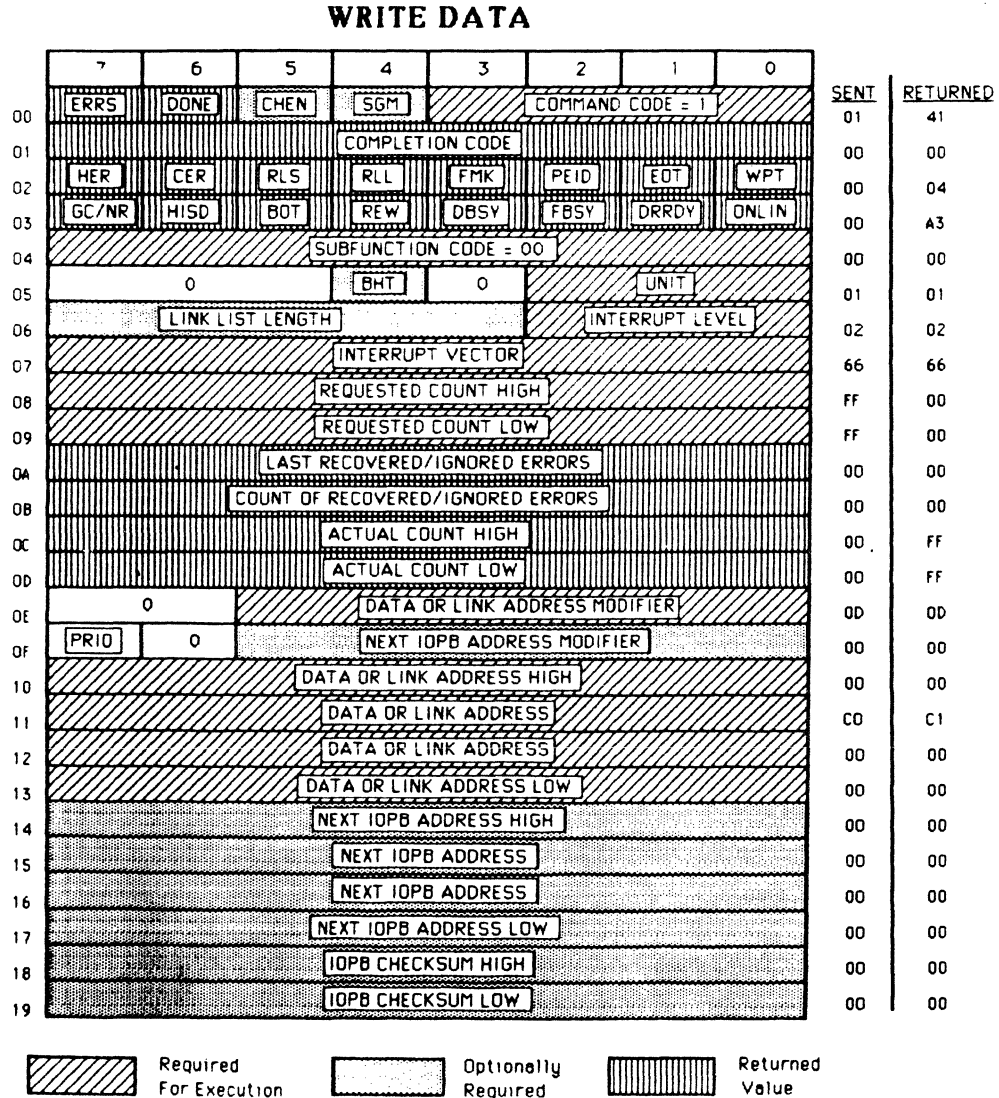 WRITE DATA
7 6 5 4 3 2 1 0
SENT RETURNED
00 ERRS DONE CHEN SGM COMMAND CODE = 1 01 41
01 COMPLETION CODE 00 00
02 HER CER RLS RLL FMK PEID EOT WPT 00 04
03 GC/NR HISD BOT REW DBSY FBSY DRRDY ONLIN 00 A3
04 SUBFUNCTION CODE = 00 00 00
05 0 BHT 0 UNIT 01 01
06 LINK LIST LENGTH INTERRUPT LEVEL 02 02
07 INTERRUPT VECTOR 66 66
08 REQUESTED COUNT HIGH FF 00
09 REQUESTED COUNT LOW FF 00
0A LAST RECOVERED/IGNORED ERRORS 00 00
0B COUNT OF RECOVERED/IGNORED ERRORS 00 00
0C ACTUAL COUNT HIGH 00 FF
0D ACTUAL COUNT LOW 00 FF
0E 0 DATA OR LINK ADDRESS MODIFIER 0D 0D
0F PRIO 0 NEXT IOPB ADDRESS MODIFIER 00 00
10 DATA OR LINK ADDRESS HIGH 00 00
11 DATA OR LINK ADDRESS C0 C1
12 DATA OR LINK ADDRESS 00 00
13 DATA OR LINK ADDRESS LOW 00 00
14 NEXT IOPB ADDRESS HIGH 00 00
15 NEXT IOPB ADDRESS 00 00
16 NEXT IOPB ADDRESS 00 00
17 NEXT IOPB ADDRESS LOW 00 00
18 IOPB CHECKSUM HIGH 00 00
19 IOPB CHECKSUM LOW 00 00
Required For Execution
Optionally Required
Returned Value